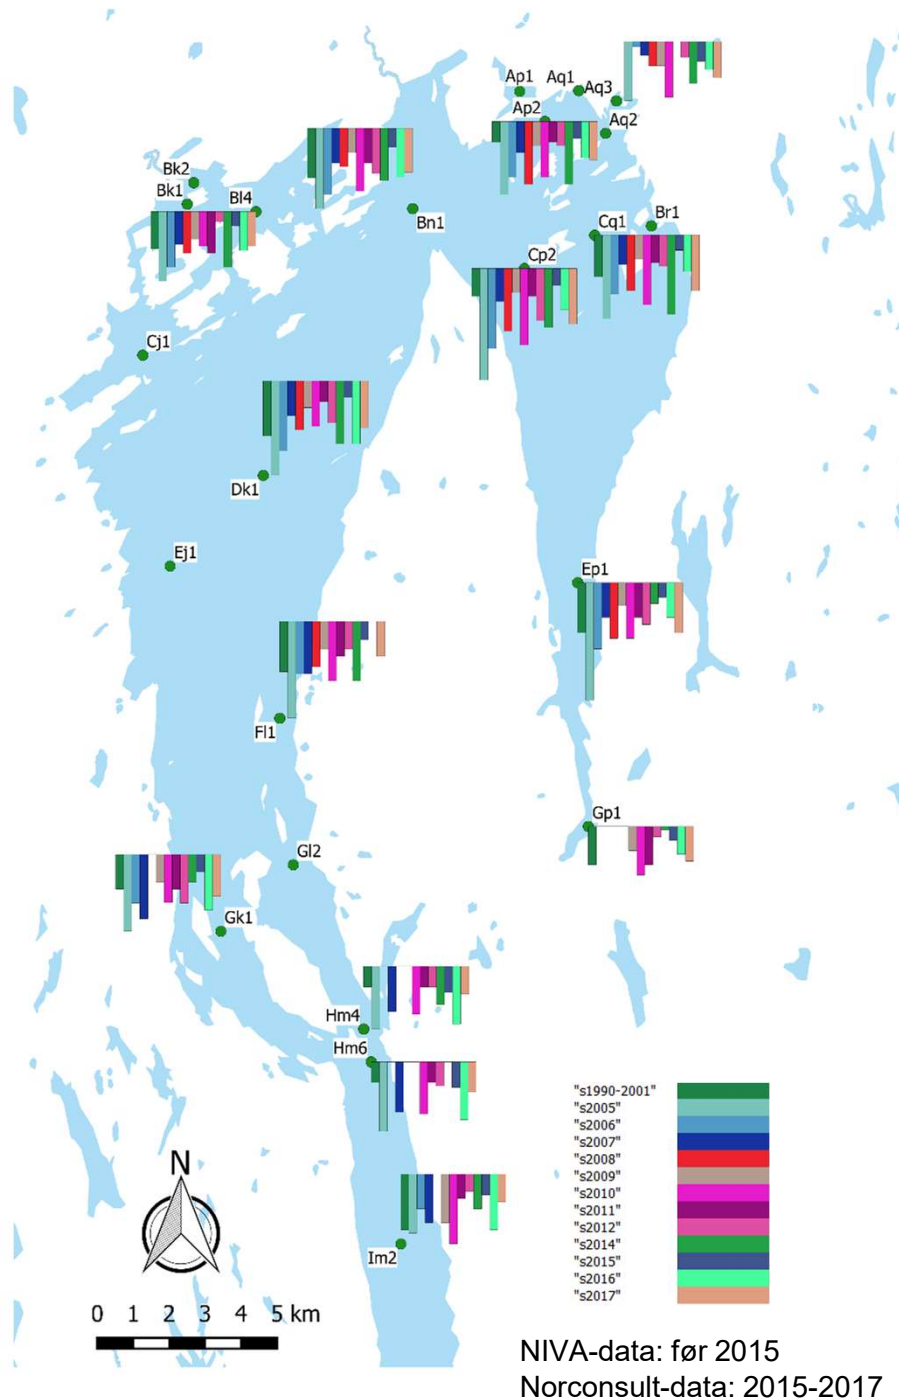 Ap1
Aq1
Aq3
Ap2
Aq2
Bk2
Bk1
Bl4
Bn1
Br1
Cq1
Cp2
Cj1
Dk1
Ej1
Ep1
Fl1
Gp1
Gl2
Gk1
Hm4
Hm6
Im2
N
0 1 2 3 4 5 km
"s1990-2001"
"s2005"
"s2006"
"s2007"
"s2008"
"s2009"
"s2010"
"s2011"
"s2012"
"s2014"
"s2015"
"s2016"
"s2017"
NIVA-data: før 2015
Norconsult-data: 2015-2017